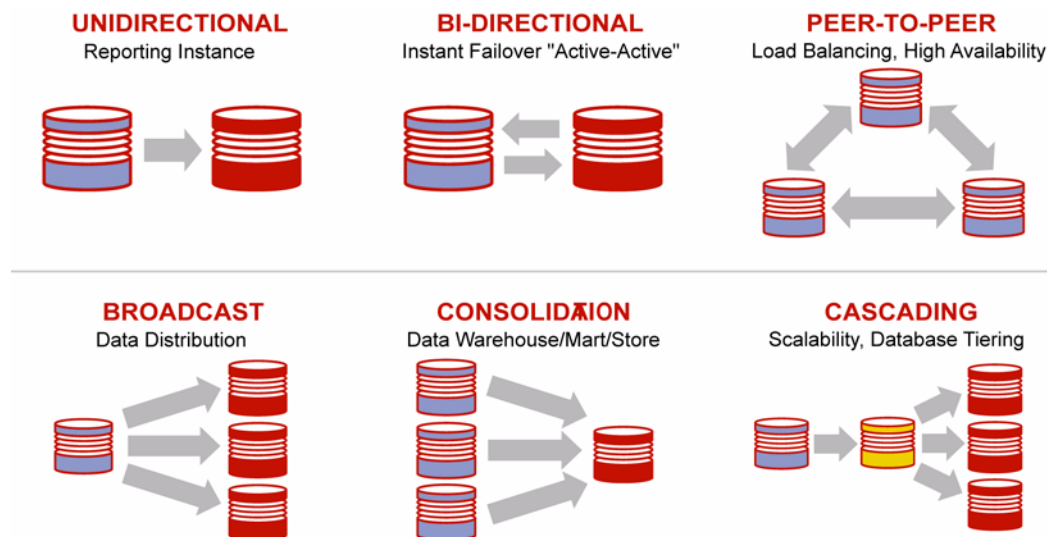 UNIDIRECTIONAL
Reporting Instance
BI-DIRECTIONAL
Instant Failover "Active-Active"
PEER-TO-PEER
Load Balancing, High Availability
BROADCAST
Data Distribution
CONSOLIDATION
Data Warehouse/Mart/Store
CASCADING
Scalability, Database Tiering